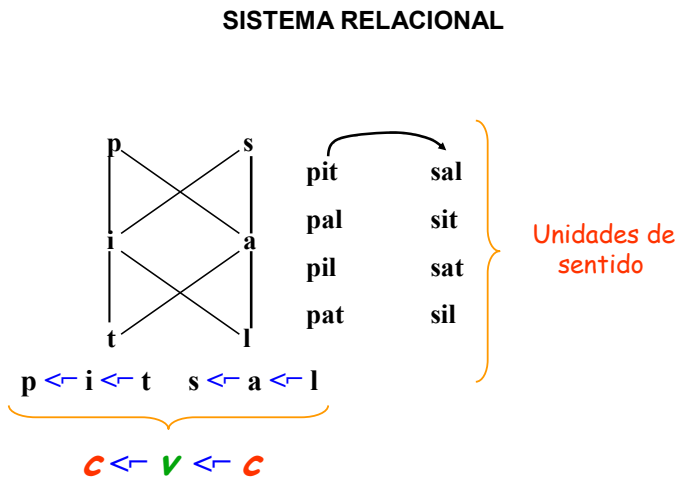 SISTEMA RELACIONAL
p s
i a
t l
pit sal
pal sit
pil sat
pat sil
Unidades de
sentido
p <⌐ i <⌐ t s <⌐ a <⌐ l
c <⌐ v <⌐ c